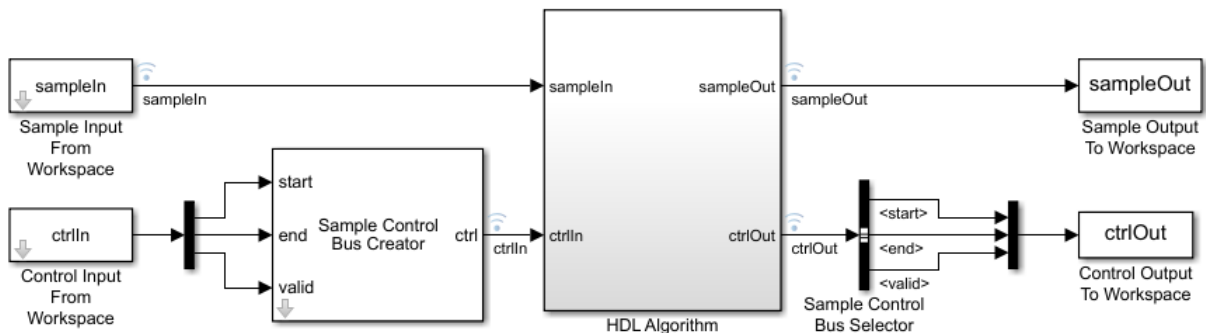 sampleIn
sampleIn
Sample Input
From
Workspace
sampleIn
sampleOut
sampleOut
sampleOut
Sample Output
To Workspace
ctrlIn
Control Input
From
Workspace
start
end
valid
Sample Control
Bus Creator
ctrl
ctrlIn
ctrlIn
ctrlOut
HDL Algorithm
ctrlOut
<start>
<end>
<valid>
Sample Control
Bus Selector
ctrlOut
Control Output
To Workspace